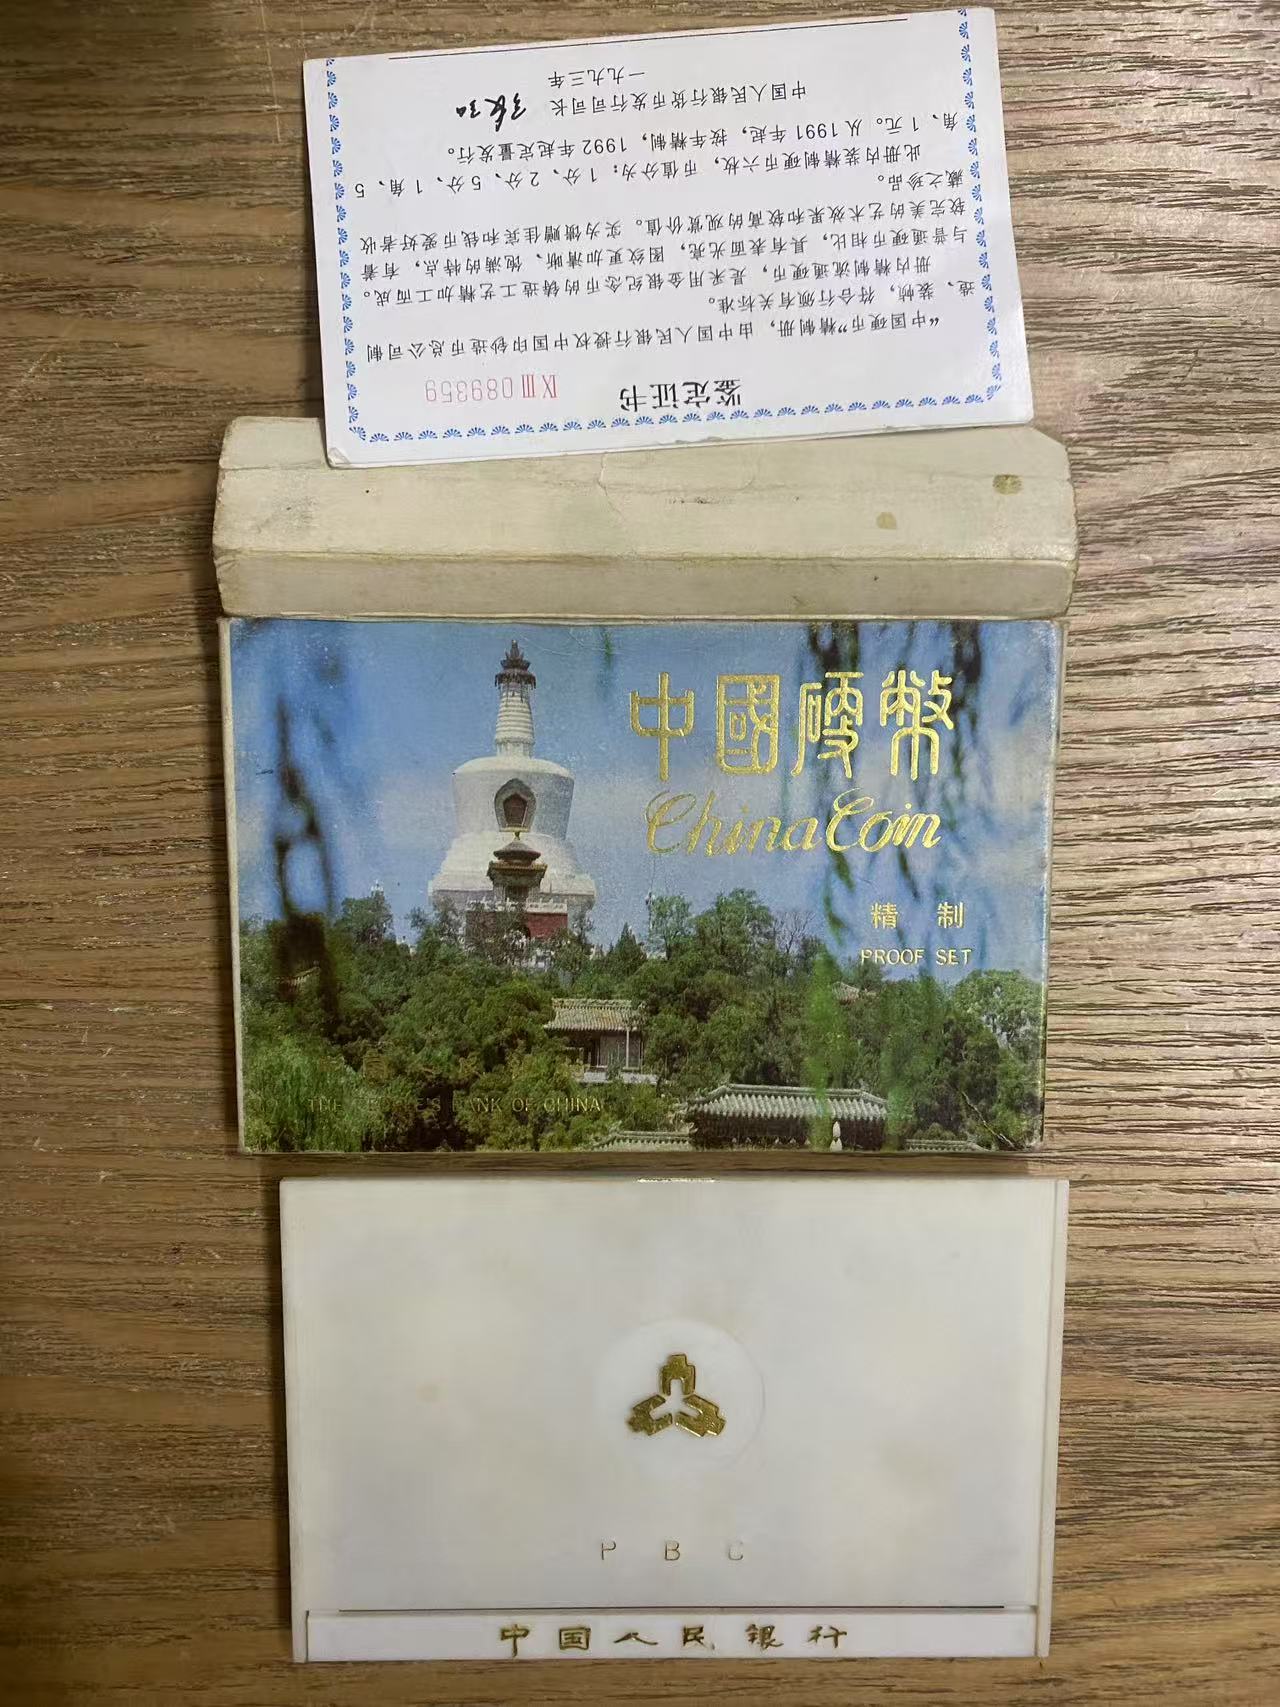 鉴定证书 ⅨⅢ089359
“中国硬币”精制册，由中国人民银行授权中国印钞造币总公司制
造、装帧，符合行颁有关标准。
册内精制流通硬币，是采用金银纪念币的铸造工艺精加工而成。
与普通硬币相比，具有表面光亮，图纹更加清晰、饱满的特点，有着
较完美的艺术效果和较高的观赏价值。实为馈赠佳宾和钱币爱好者收
藏之珍品。
此册内装精制硬币六枚，币值分为：1分、2分、5分、1角、5
角、1元。从1991年起，按年精制，1992年起定量发行。
中国人民银行货币发行司司长
一九九三年
中國硬幣
China Coin
精 制
PROOF SET
THE PEOPLE'S BANK OF CHINA
P B C
中国人民银行